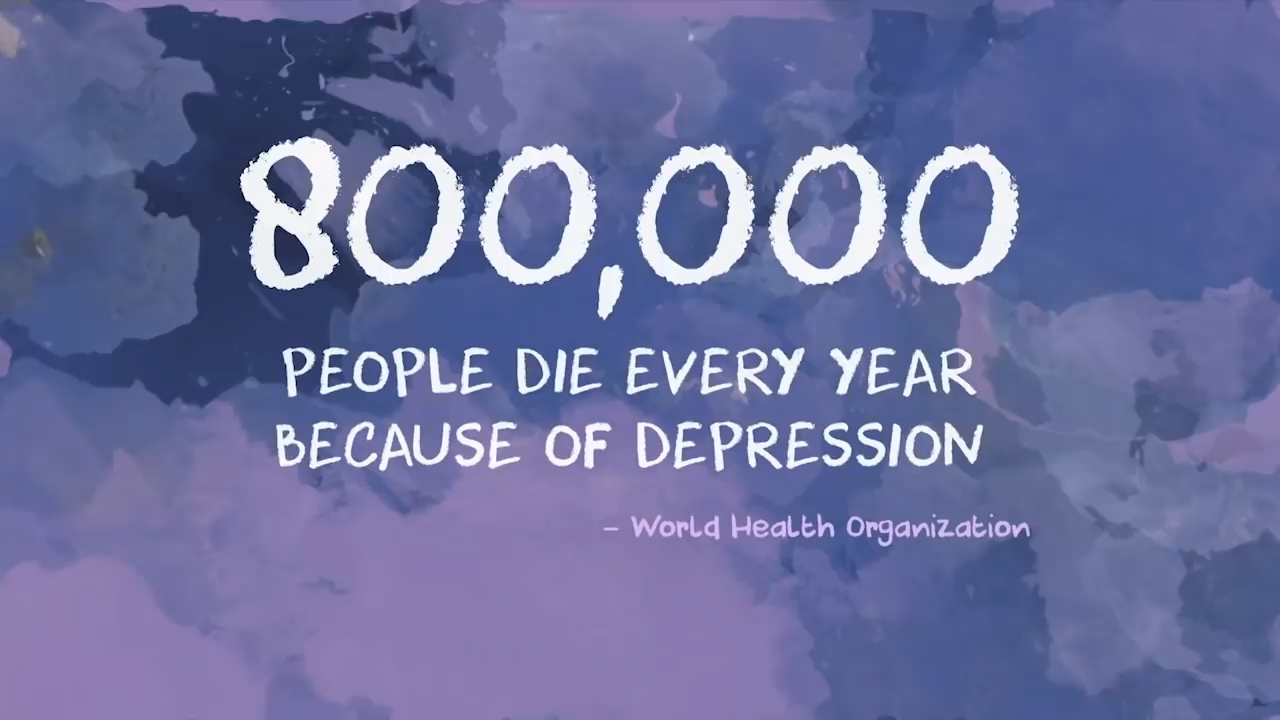 800,000
PEOPLE DIE EVERY YEAR
BECAUSE OF DEPRESSION
- World Health Organization